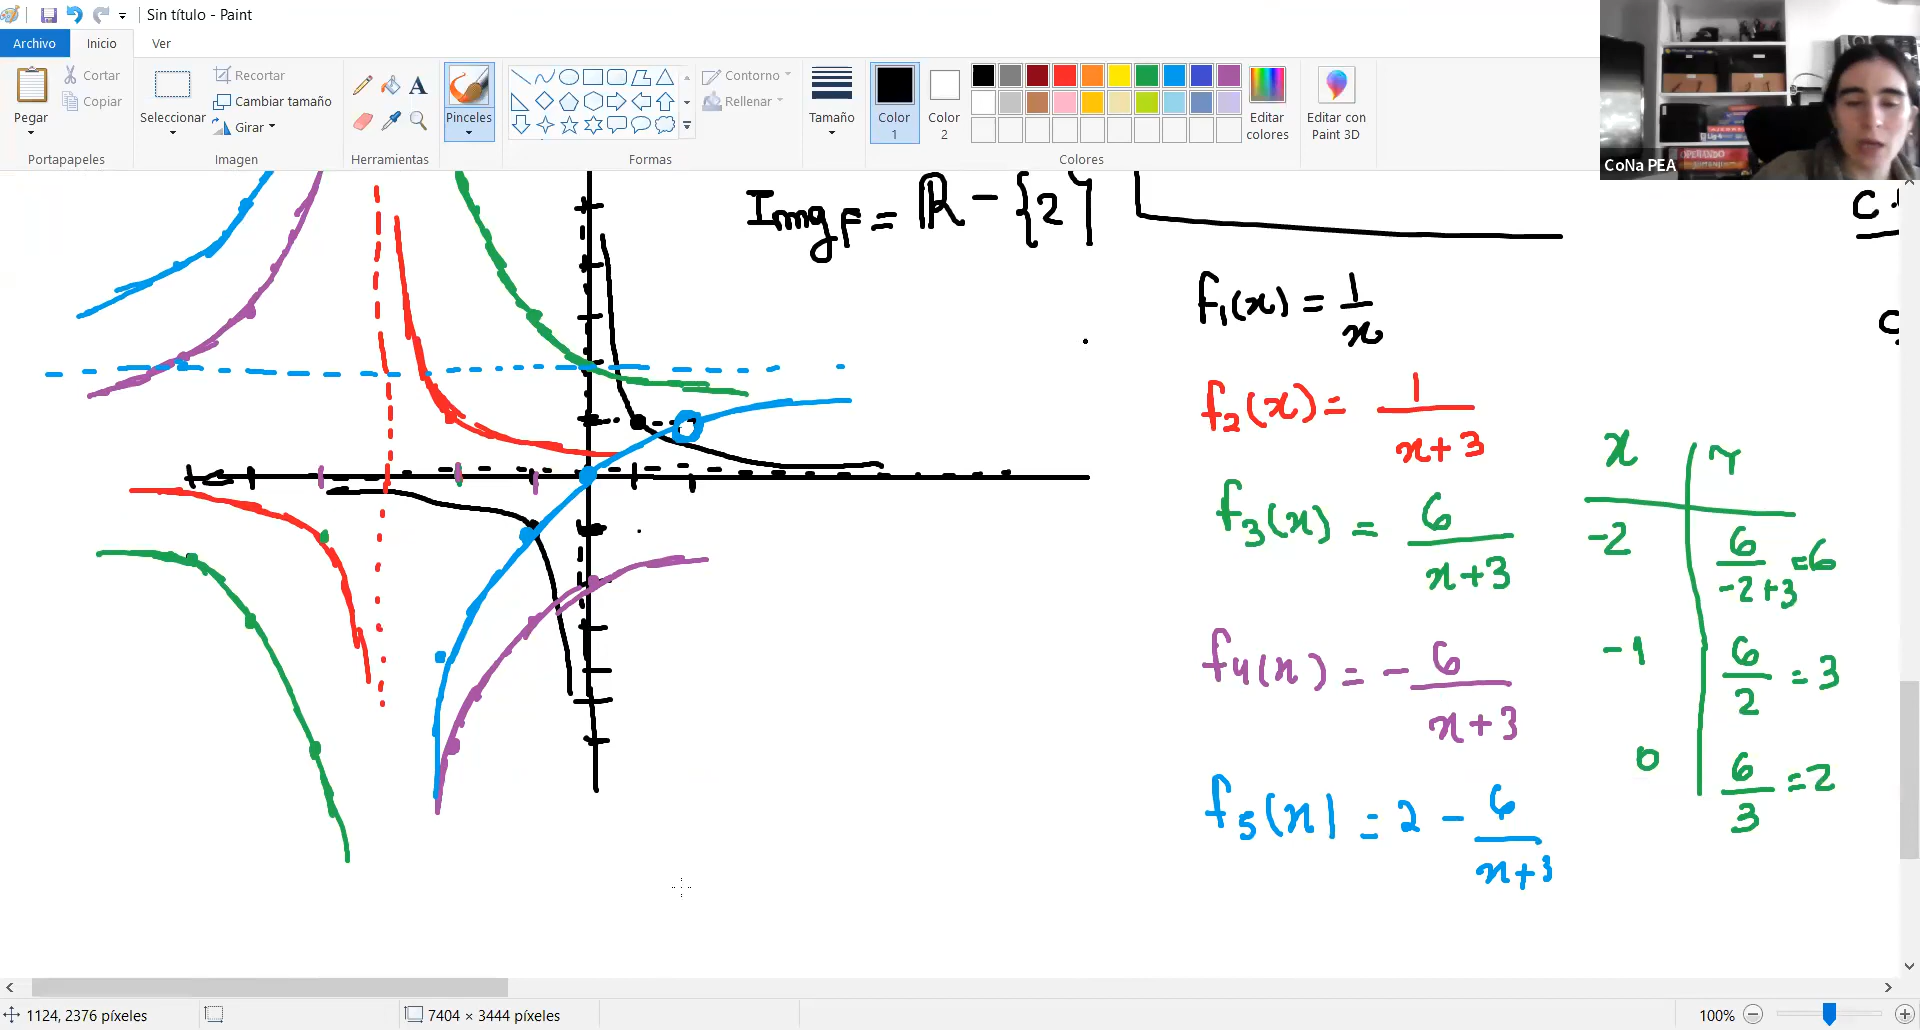 Sin título - Paint
Archivo Inicio Ver
Pegar
Cortar
Copiar
Portapapeles
Seleccionar
Recortar
Cambiar tamaño
Girar
Imagen
Herramientas
Pinceles
Formas
Contorno
Rellenar
Tamaño
Color 1
Color 2
Colores
Editar colores
Editar con Paint 3D
OPERANDO
CoNa PEA
Img_F = ℝ - {2}
f₁(x) = 1/x
f₂(x) = 1/(x+3)
f₃(x) = 6/(x+3)
f₄(x) = -6/(x+3)
f₅(x) = 2 - 6/(x+3)
x | y
-2 | 6/(-2+3) = 6
-1 | 6/2 = 3
0 | 6/3 = 2
1124, 2376 píxeles
7404 × 3444 píxeles
100%